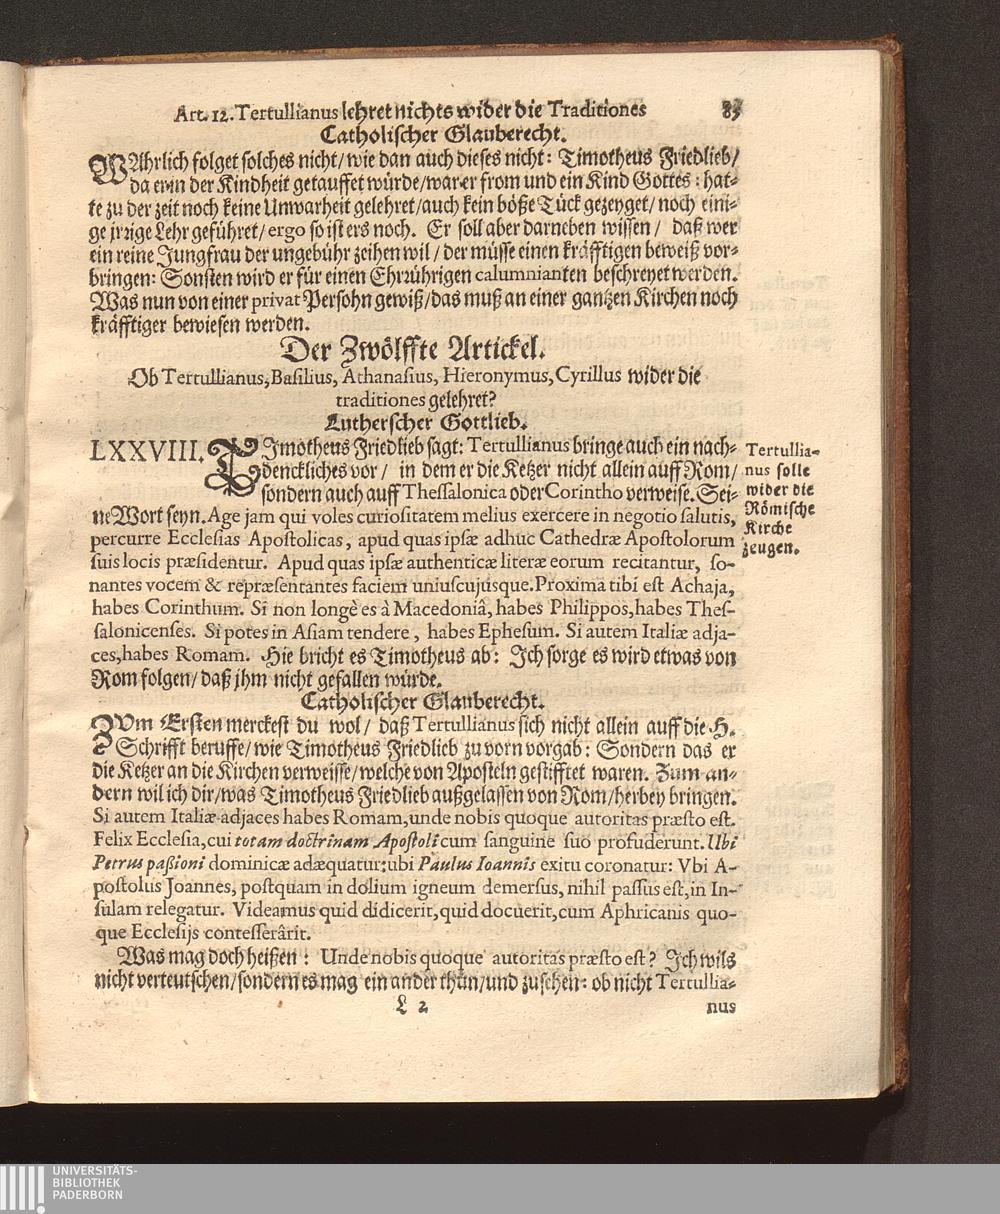 Art. 12. Tertullianus lehret nichts wider die Traditiones 83
Catholischer Glauberecht.
WAhrlich folget solches nicht/ wie dan auch dieses nicht: Timotheus Friedlieb/
da er in der Kindheit getauffet würde/ war er from und ein Kind Gottes: hat-
te zu der zeit noch keine Unwarheit gelehret/ auch kein böße Tück gezeyget/ noch eini-
ge jrrige Lehr geführet/ ergo so ist ers noch. Er soll aber darneben wissen/ daß wer
ein reine Jungfrau der ungebühr zeihen wil/ der müsse einen kräfftigen beweiß vor-
bringen: Sonsten wird er für einen Ehrrührigen calumnianten beschreyet werden.
Was nun von einer privat Persohn gewiß/ das muß an einer gantzen Kirchen noch
kräfftiger bewiesen werden.
Der Zwölffte Artickel.
Ob Tertullianus, Basilius, Athanasius, Hieronymus, Cyrillus wider die
traditiones gelehret?
Lutherscher Gottlieb.
LXXVIII. TImotheus Friedlieb sagt: Tertullianus bringe auch ein nach-
denckliches vor/ in dem er die Ketzer nicht allein auff Rom/
sondern auch auff Thessalonica oder Corintho verweise. Sei-
ne Wort seyn. Age jam qui voles curiositatem melius exercere in negotio salutis,
percurre Ecclesias Apostolicas, apud quas ipsæ adhuc Cathedræ Apostolorum
suis locis præsidentur. Apud quas ipsæ authenticæ literæ eorum recitantur, so-
nantes vocem & repræsentantes faciem uniuscujusque. Proxima tibi est Achaja,
habes Corinthum. Si non longè es à Macedoniâ, habes Philippos, habes Thes-
salonicenses. Si potes in Asiam tendere, habes Ephesum. Si autem Italiæ adja-
ces, habes Romam. Hie bricht es Timotheus ab: Ich sorge es wird etwas von
Rom folgen/ daß jhm nicht gefallen würde.
Tertullia-
nus solle
wider die
Römische
Kirche
zeugen.
Catholischer Glauberecht.
ZUm Ersten merckest du wol/ daß Tertullianus sich nicht allein auff die H.
Schrifft beruffe/ wie Timotheus Friedlieb zuvorn vorgab: Sondern das er
die Ketzer an die Kirchen verweisse/ welche von Aposteln gestifftet waren. Zum an-
dern wil ich dir/ was Timotheus Friedlieb außgelassen von Rom/ herbey bringen.
Si autem Italiæ adjaces habes Romam, unde nobis quoque autoritas præsto est.
Felix Ecclesia, cui totam doctrinam Apostoli cum sanguine suo profuderunt. Ubi
Petrus paßioni dominicæ adæquatur: ubi Paulus Ioannis exitu coronatur: Vbi A-
postolus Joannes, postquam in dolium igneum demersus, nihil passus est, in In-
sulam relegatur. Videamus quid didicerit, quid docuerit, cum Aphricanis quo-
que Ecclesijs contesserârit.
Was mag doch heißen: Unde nobis quoque autoritas præsto est? Ich wils
nicht verteutschen/ sondern es mag ein ander thun/ und zusehen: ob nicht Tertullia-
L 2 nus
UNIVERSITÄTS-
BIBLIOTHEK
PADERBORN